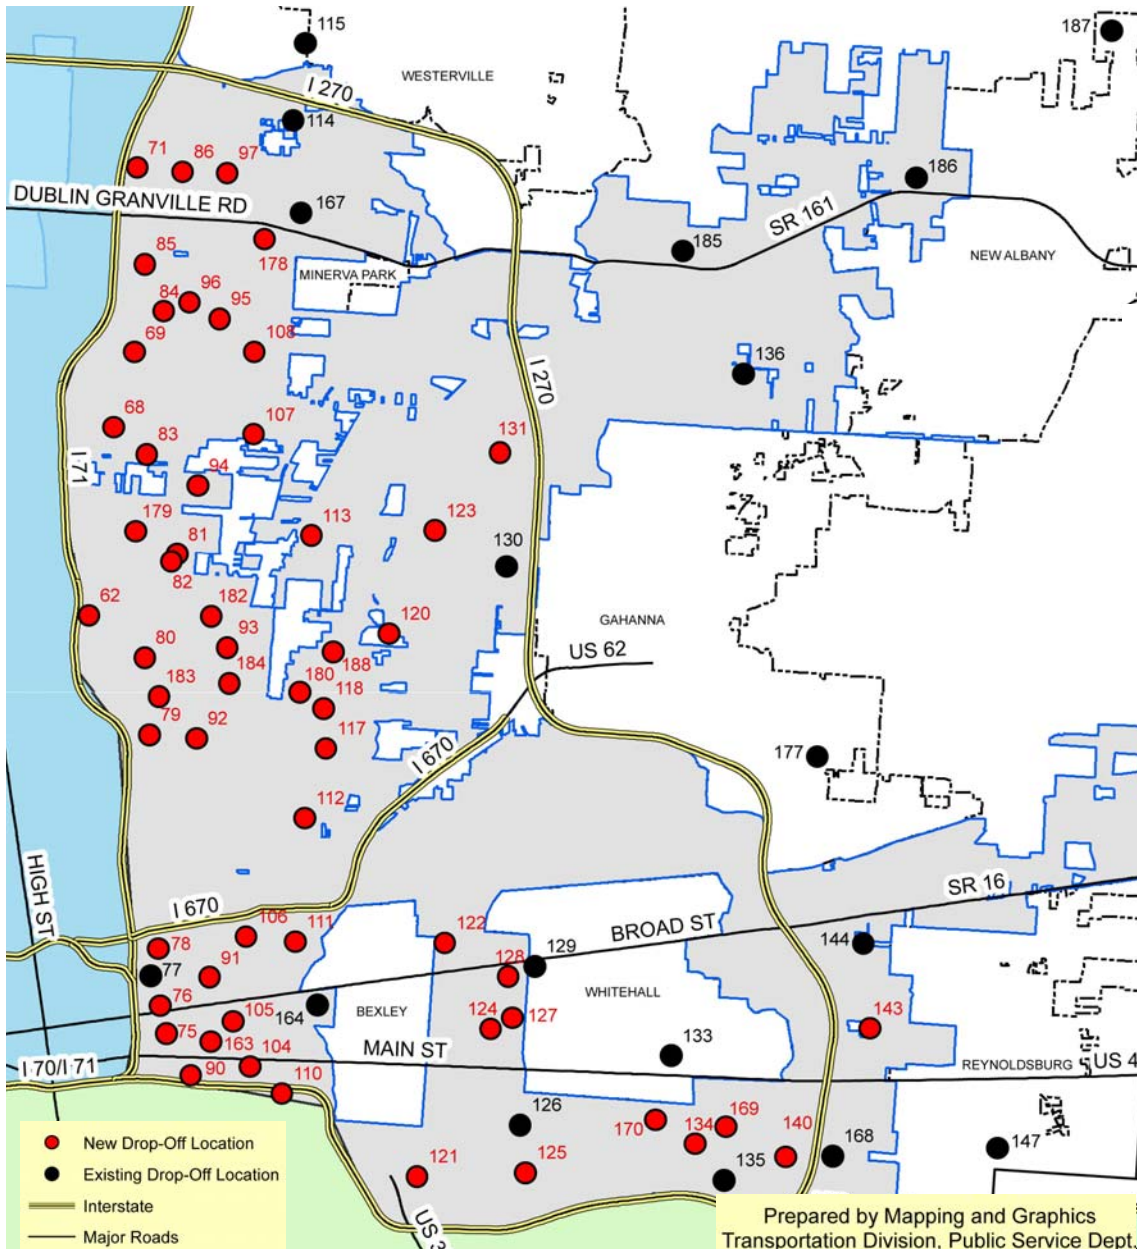 115
187
WESTERVILLE
I 270
114
71
86
97
186
DUBLIN GRANVILLE RD
167
SR 161
185
178
NEW ALBANY
MINERVA PARK
85
96
84
95
69
108
136
I 270
68
107
83
131
I 71
94
179
81
113
123
130
82
62
182
120
GAHANNA
93
US 62
80
188
184
183
180
118
79
92
117
I 670
177
112
HIGH ST
SR 16
I 670
106
111
122
BROAD ST
78
144
129
91
128
77
WHITEHALL
76
105
164
BEXLEY
124
127
143
75
163
133
104
MAIN ST
REYNOLDSBURG
US 4
I 70/I 71
90
110
126
170
134
169
140
168
147
New Drop-Off Location
Existing Drop-Off Location
121
125
135
Interstate
US 3
Major Roads
Prepared by Mapping and Graphics
Transportation Division, Public Service Dept.